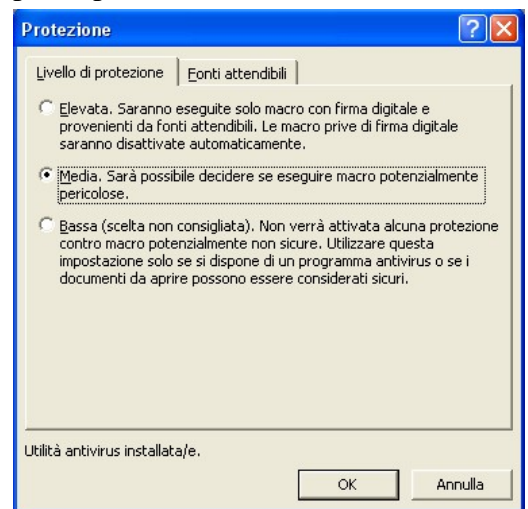 Protezione
Livello di protezione Fonti attendibili
Elevata. Saranno eseguite solo macro con firma digitale e
provenienti da fonti attendibili. Le macro prive di firma digitale
saranno disattivate automaticamente.
Media. Sarà possibile decidere se eseguire macro potenzialmente
pericolose.
Bassa (scelta non consigliata). Non verrà attivata alcuna protezione
contro macro potenzialmente non sicure. Utilizzare questa
impostazione solo se si dispone di un programma antivirus o se i
documenti da aprire possono essere considerati sicuri.
Utilità antivirus installata/e.
OK Annulla